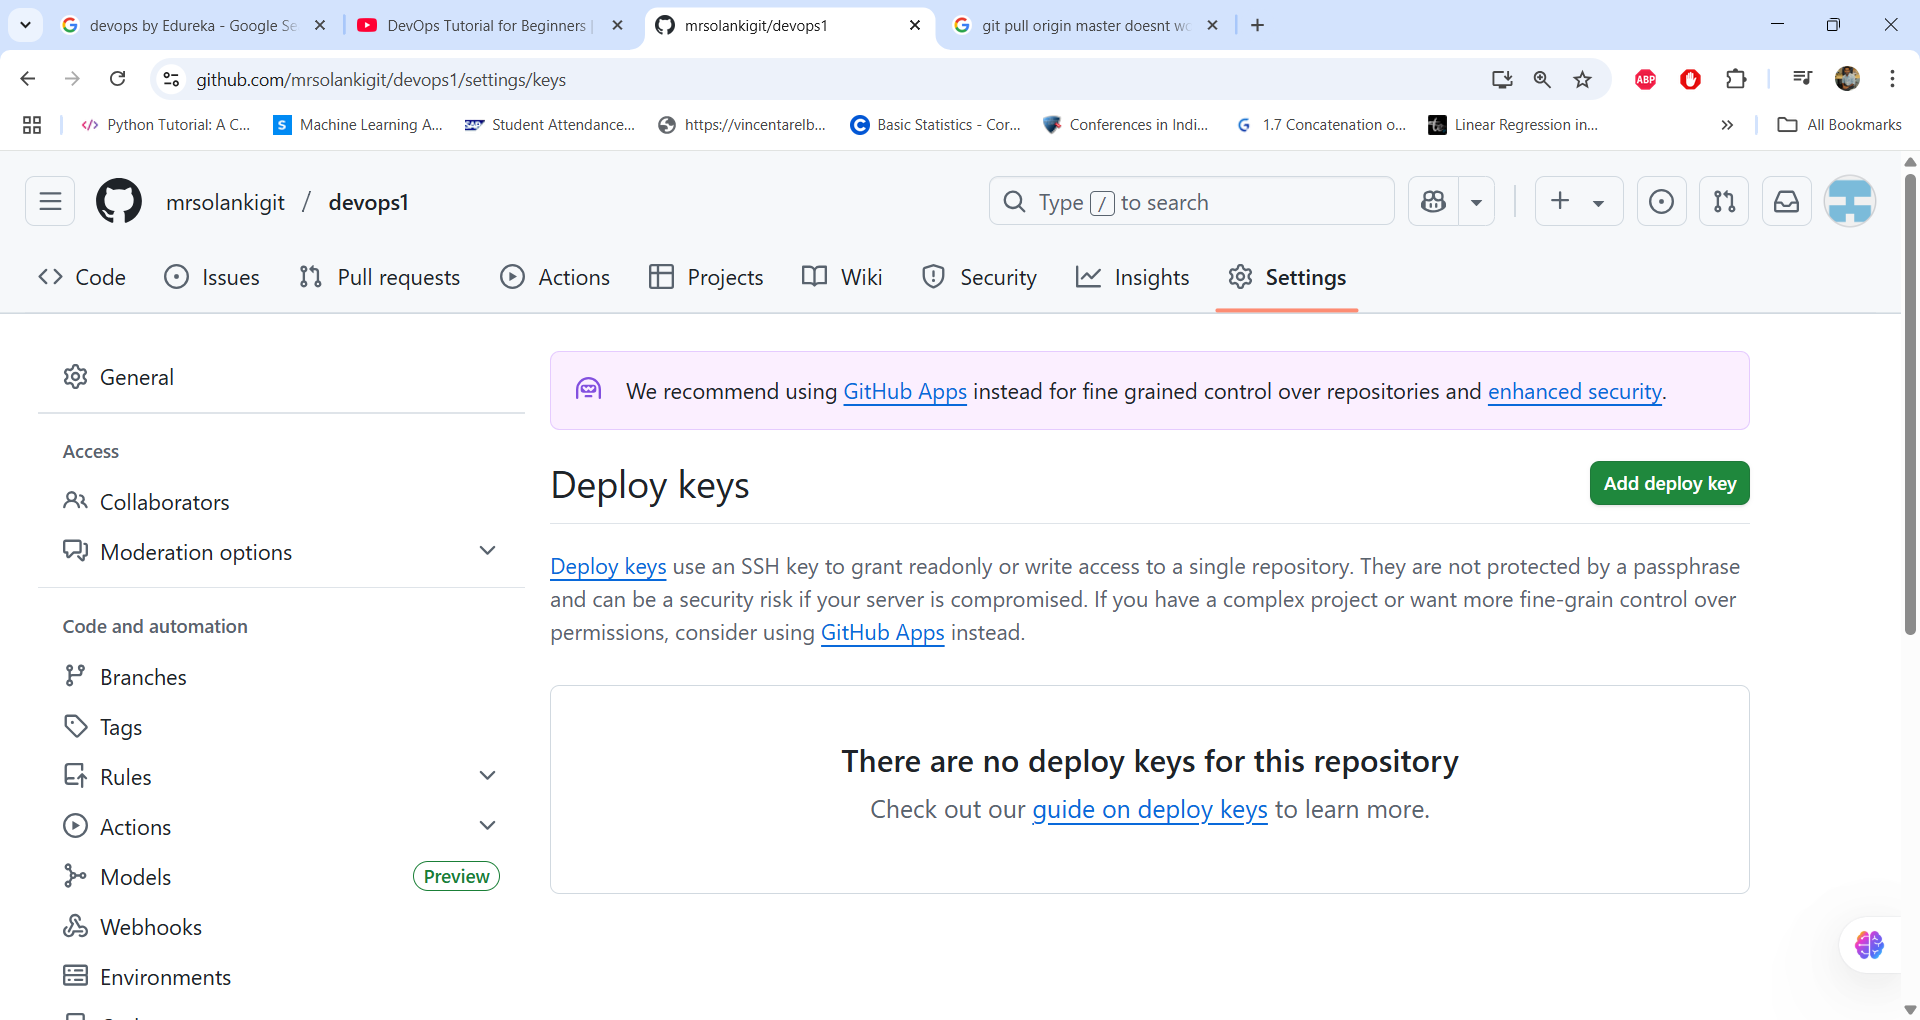 devops by Edureka - Google Se
DevOps Tutorial for Beginners |
mrsolankigit/devops1
git pull origin master doesnt wo
github.com/mrsolankigit/devops1/settings/keys
ABP
Python Tutorial: A C...
S
Machine Learning A...
SAP
Student Attendance...
https://vincentarelb...
C
Basic Statistics - Cor...
Conferences in Indi...
G
1.7 Concatenation o...
te
Linear Regression in...
All Bookmarks
mrsolankigit / devops1
Type / to search
Code
Issues
Pull requests
Actions
Projects
Wiki
Security
Insights
Settings
General
Access
Collaborators
Moderation options
Code and automation
Branches
Tags
Rules
Actions
Models
Preview
Webhooks
Environments
We recommend using GitHub Apps instead for fine grained control over repositories and enhanced security.
Deploy keys
Add deploy key
Deploy keys use an SSH key to grant readonly or write access to a single repository. They are not protected by a passphrase
and can be a security risk if your server is compromised. If you have a complex project or want more fine-grain control over
permissions, consider using GitHub Apps instead.
There are no deploy keys for this repository
Check out our guide on deploy keys to learn more.